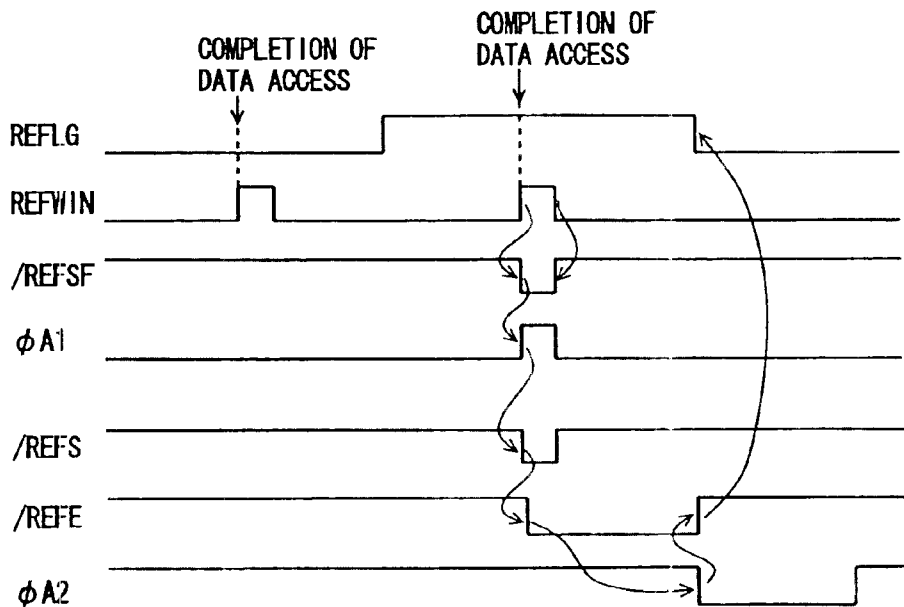 COMPLETION OF
DATA ACCESS
COMPLETION OF
DATA ACCESS
REFLG
REFWIN
/REFSF
φA1
/REFS
/REFE
φA2